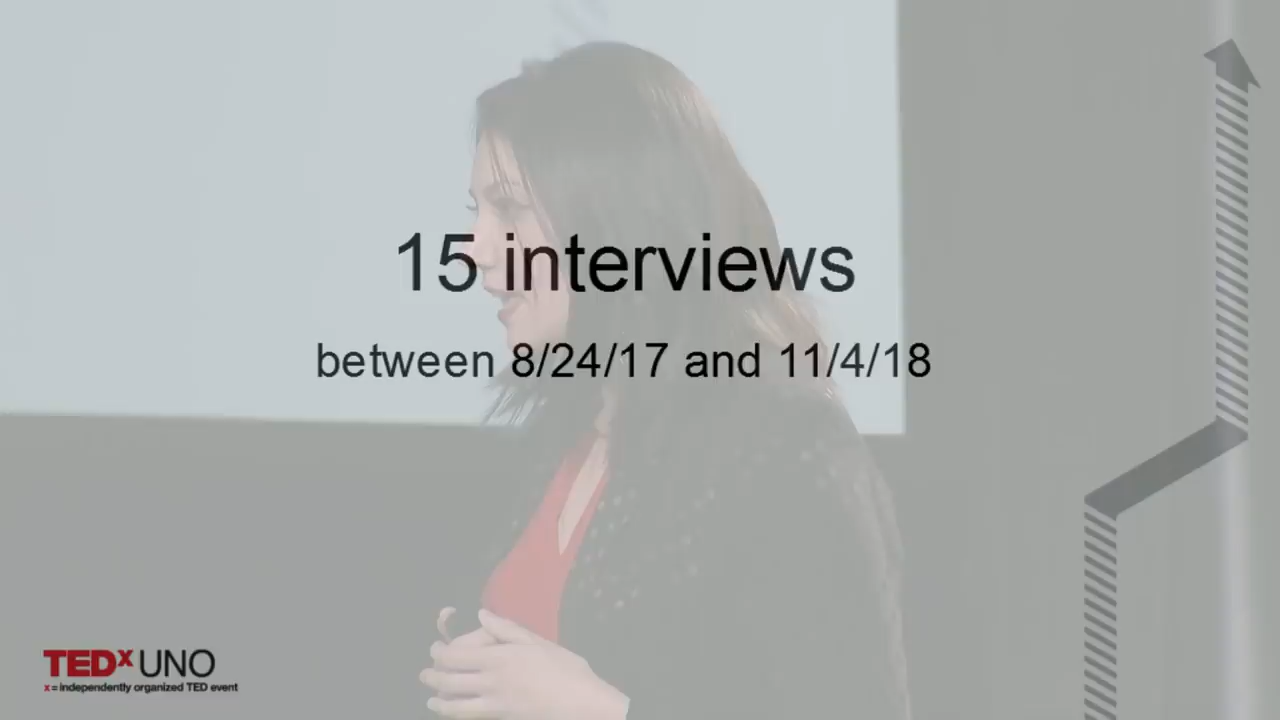 15 interviews
between 8/24/17 and 11/4/18
TEDx UNO
x = independently organized TED event